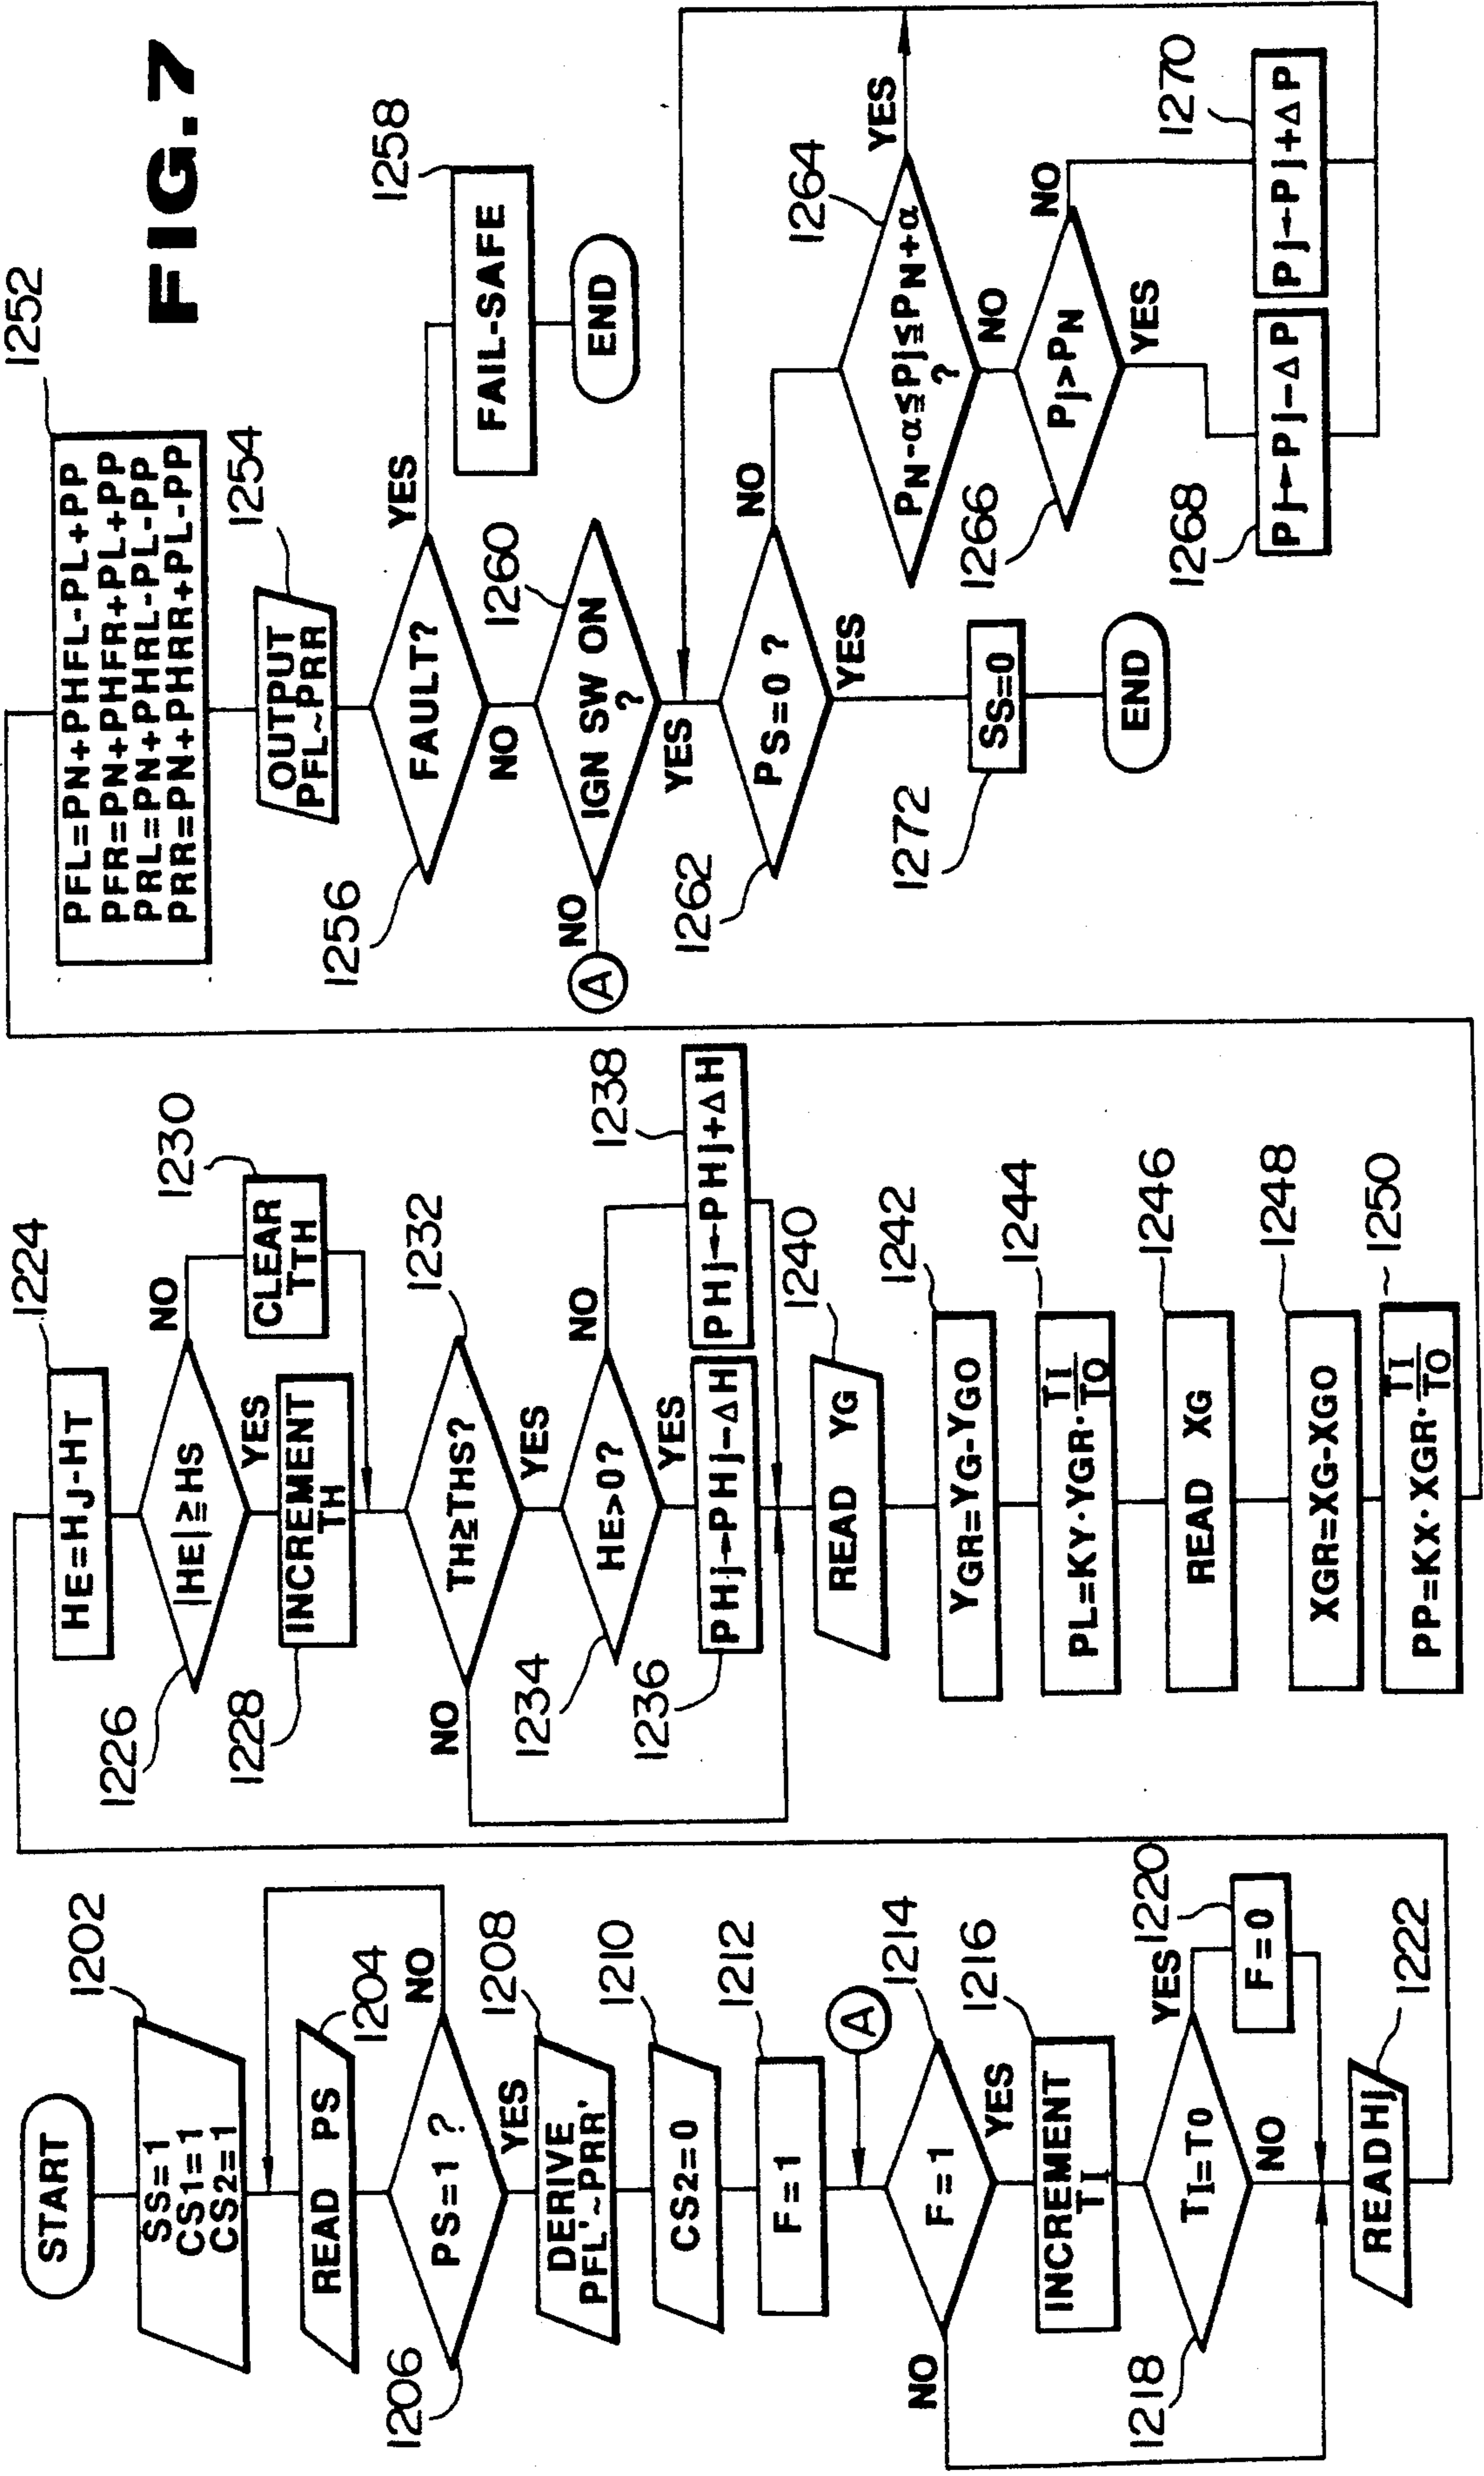 FIG.7
START
1202
SS=1
CS1=1
CS2=1
1204
READ PS
1206
PS=1 ?
NO
YES
1208
DERIVE
PFL'~PRR'
1210
CS2=0
1212
F=1
A
1214
F=1
NO
YES
1216
INCREMENT
TI
1218
TI=TO
YES
NO
1220
F=0
1222
READ Hj
1224
HE=HJ-HT
1226
|HE|≧HS
NO
YES
1228
INCREMENT
TH
1230
CLEAR
TTH
1232
TH≧THS?
NO
YES
1234
HE>0?
NO
YES
1236
PHj→PHj-ΔH
1238
PHj→PHj+ΔH
1240
READ YG
1242
YGR=YG-YGO
1244
PL=KY·YGR·TI/TO
1246
READ XG
1248
XGR=XG-XGO
1250
PP=KX·XGR·TI/TO
1252
PFL=PN+PHFL-PL+PP
PFR=PN+PHFR+PL+PP
PRL=PN+PHRL-PL-PP
PRR=PN+PHRR+PL-PP
1254
OUTPUT
PFL~PRR
1256
FAULT?
YES
NO
1258
FAIL-SAFE
END
1260
IGN SW ON
?
NO
A
YES
1262
PS=0 ?
NO
YES
1264
PN-α≦Pj≦PN+α
?
YES
NO
1266
Pj>PN
NO
YES
1268
Pj←Pj-ΔP
1270
Pj←Pj+ΔP
1272
SS=0
END